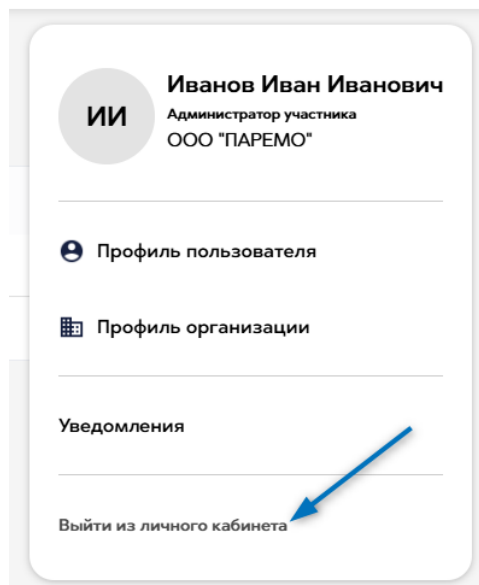 ИИ
Иванов Иван Иванович
Администратор участника
ООО "ПАРЕМО"
Профиль пользователя
Профиль организации
Уведомления
Выйти из личного кабинета